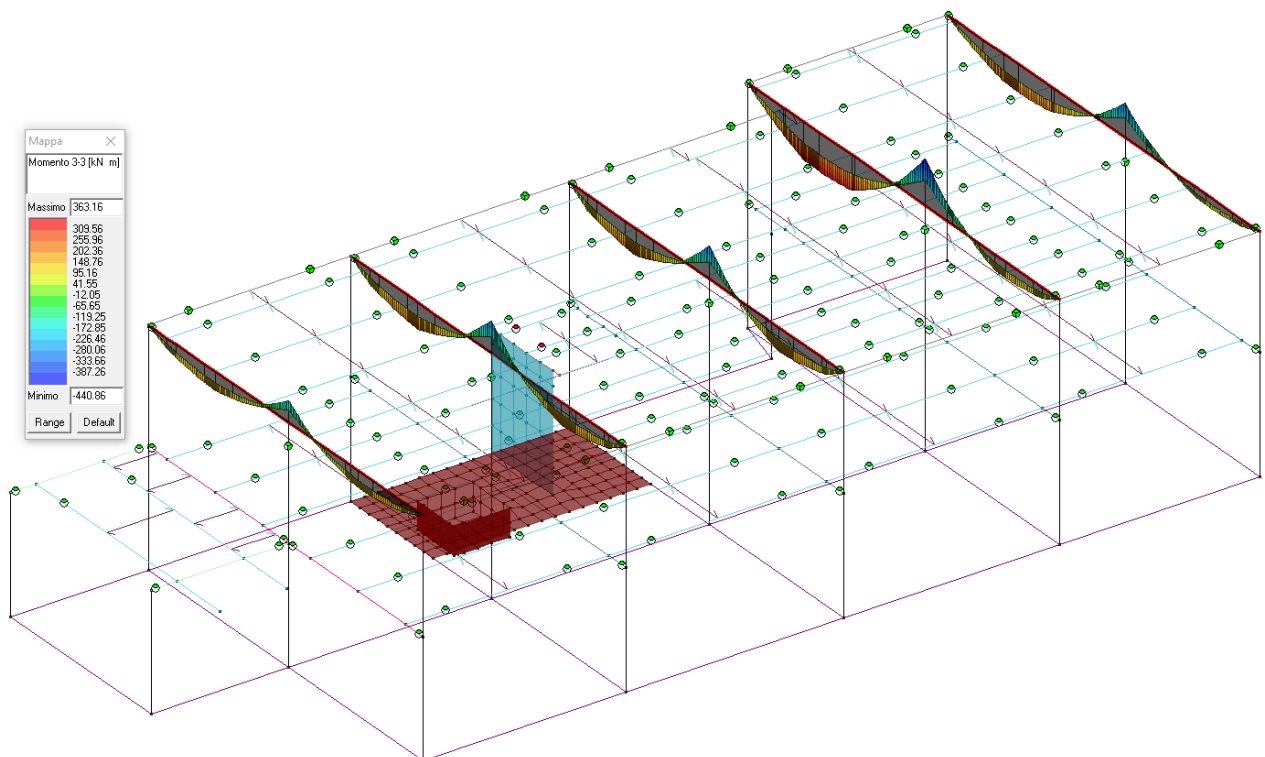 Mappa
Momento 3-3 [kN m]
Massimo 363.16
309.56
255.96
202.36
148.76
95.16
41.55
-12.05
-65.65
-119.25
-172.85
-226.46
-280.06
-333.66
-387.26
Minimo -440.86
Range Default